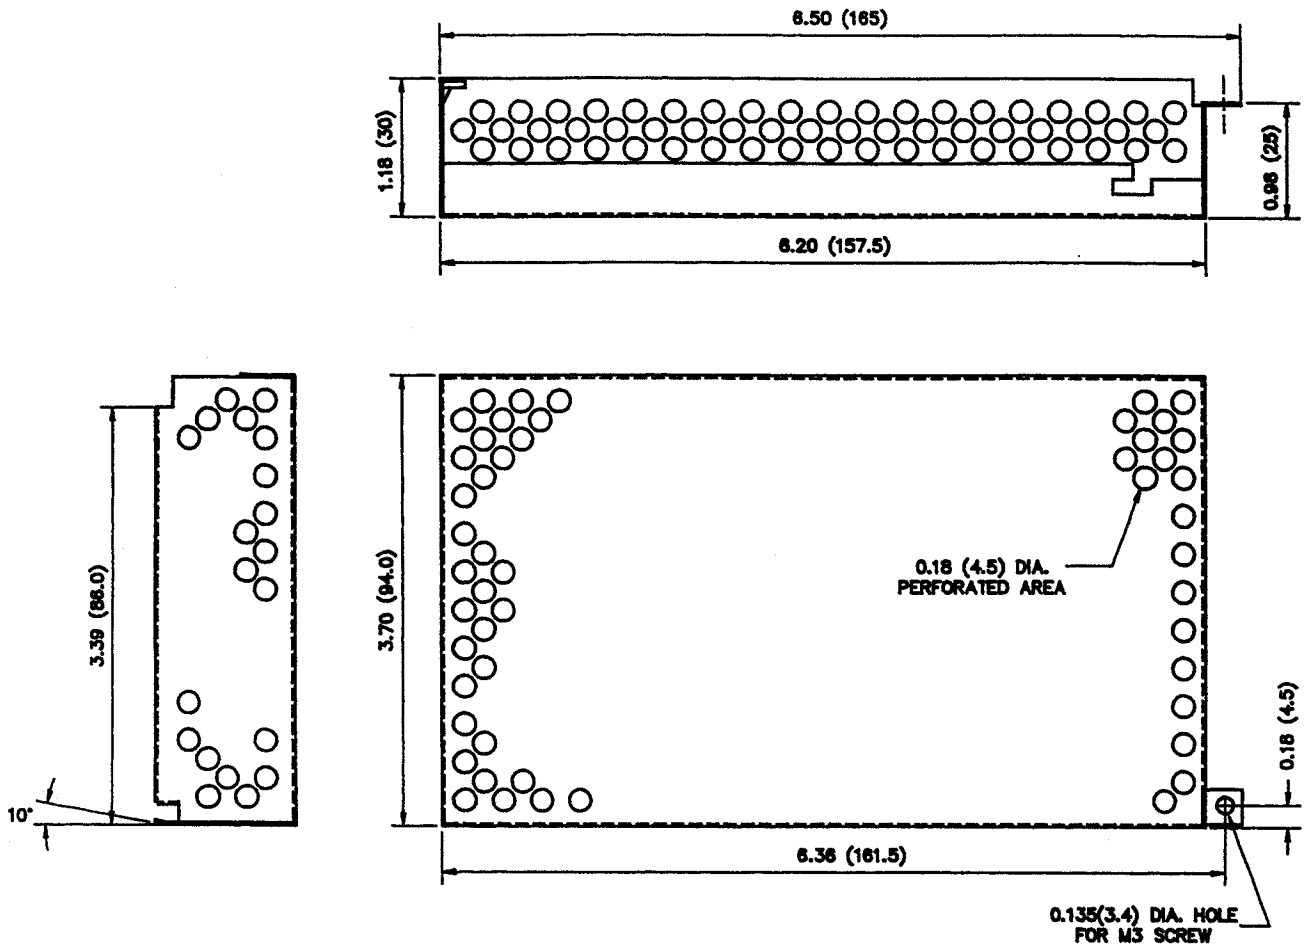 6.50 (165)
1.18 (30)
0.98 (25)
6.20 (157.5)
3.39 (86.0)
10°
3.70 (94.0)
0.18 (4.5) DIA.
PERFORATED AREA
0.18 (4.5)
6.36 (161.5)
0.135(3.4) DIA. HOLE
FOR M3 SCREW